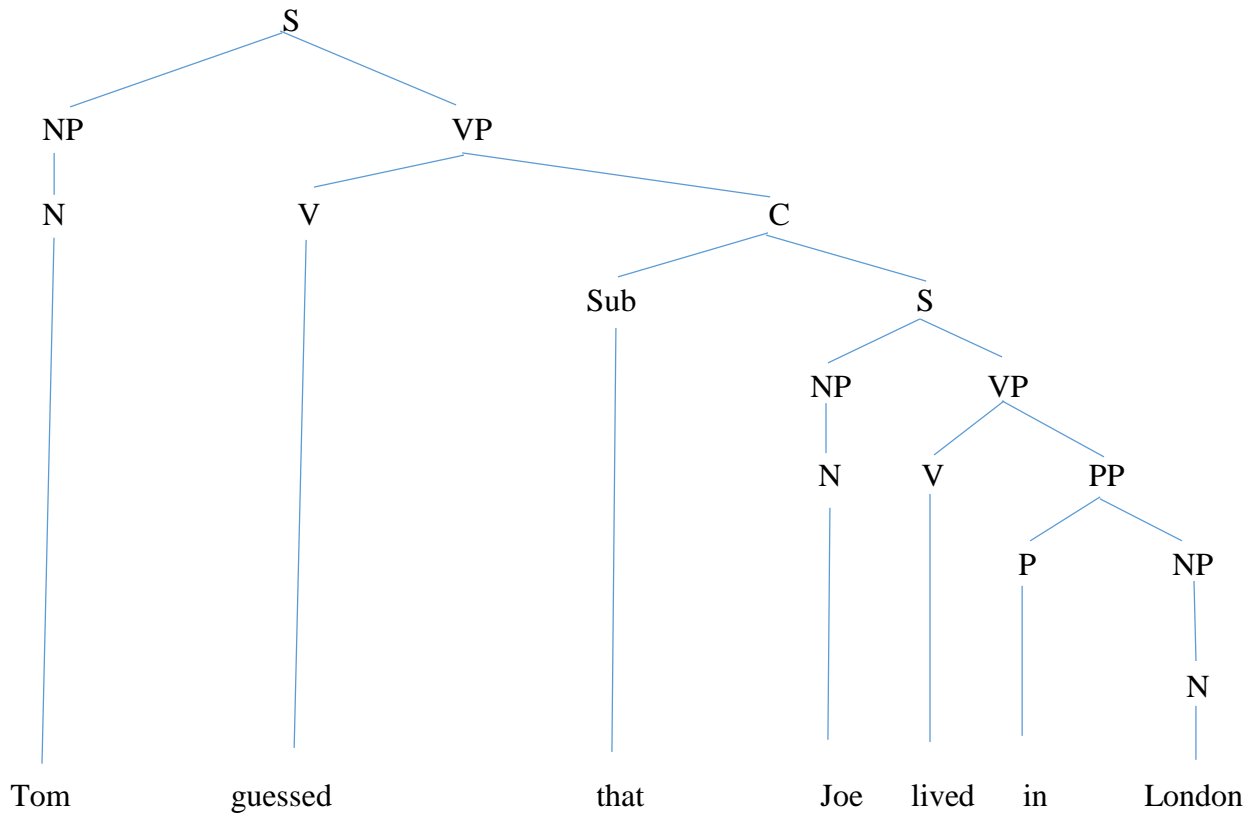 S
NP VP
N V C
Sub S
NP VP
N V PP
P NP
N
Tom guessed that Joe lived in London